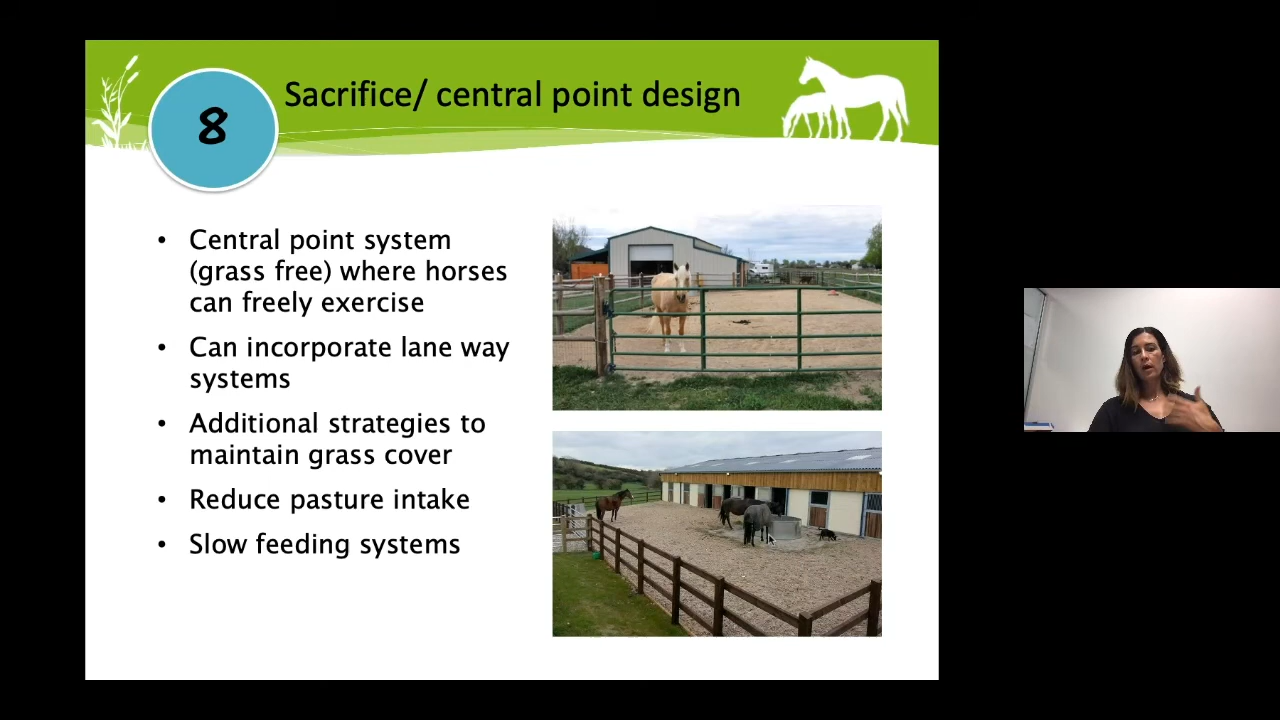 8
Sacrifice/ central point design
• Central point system
(grass free) where horses
can freely exercise
• Can incorporate lane way
systems
• Additional strategies to
maintain grass cover
• Reduce pasture intake
• Slow feeding systems